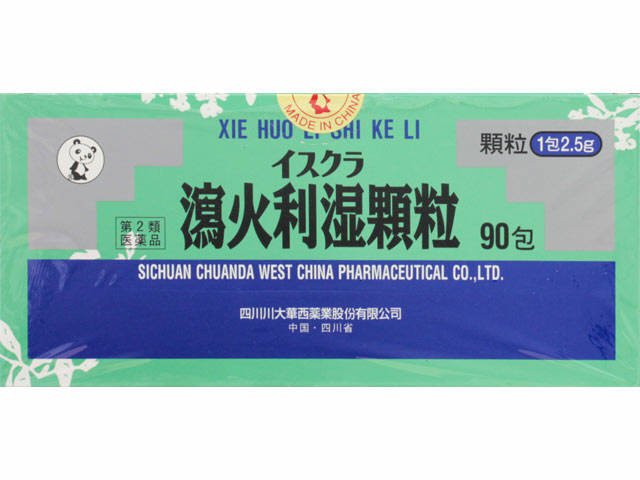 MADE IN CHINA
XIE HUO LI SHI KE LI
イスクラ
顆粒 1包2.5g
第2類
医薬品
瀉火利湿顆粒
90包
SICHUAN CHUANDA WEST CHINA PHARMACEUTICAL CO.,LTD.
四川川大華西薬業股份有限公司
中国・四川省